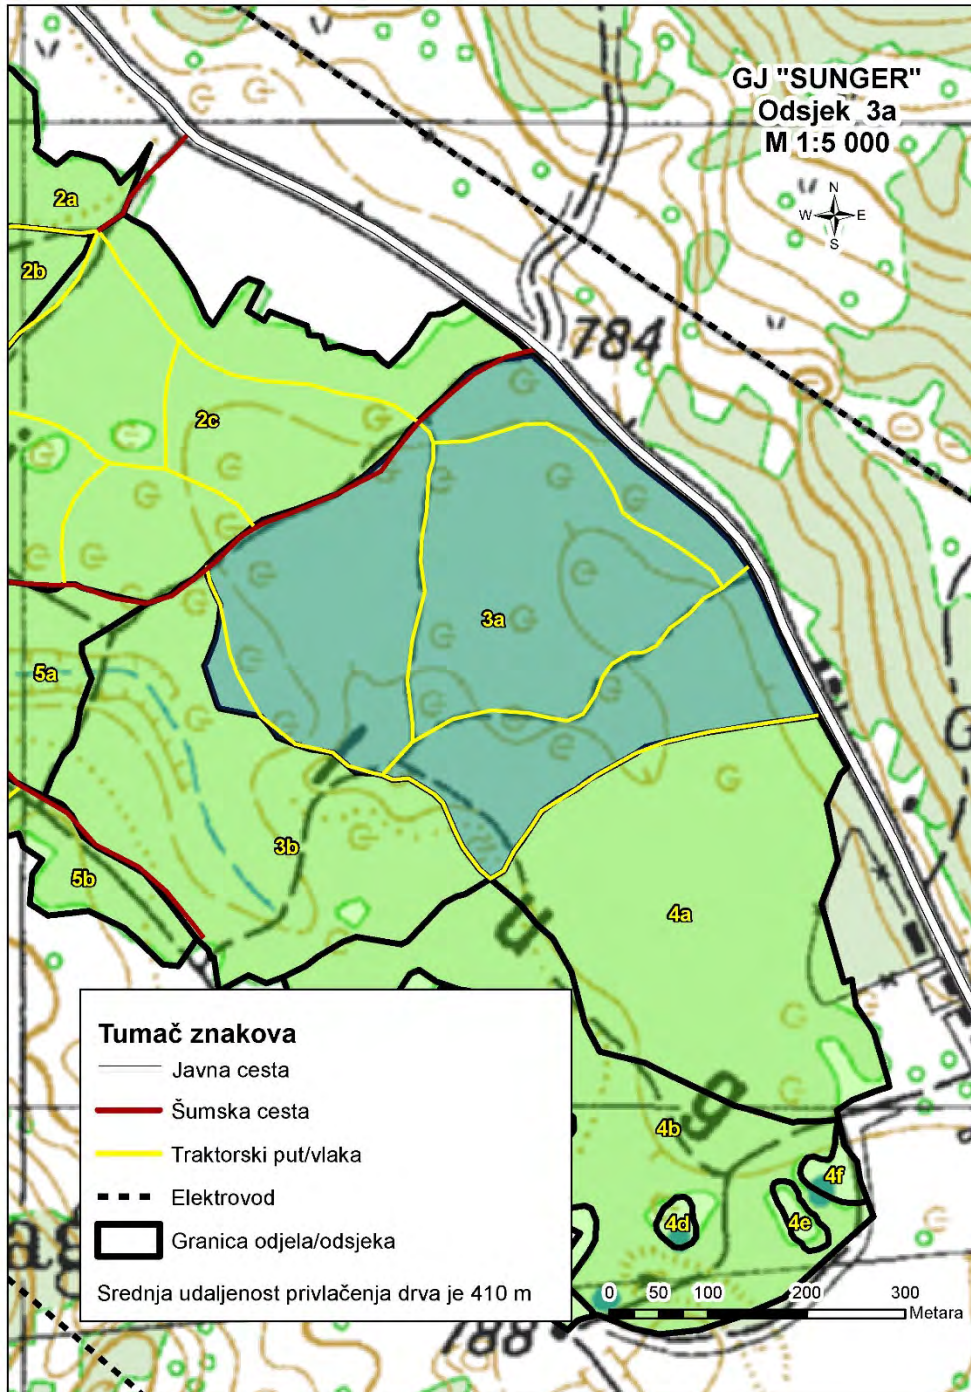 GJ "SUNGER"
Odsjek 3a
M 1:5 000
N
W E
S
2a
2b
784
2c
3a
5a
3b
5b
4a
u
g
4b
4f
4d
4e
Tumač znakova
Javna cesta
Šumska cesta
Traktorski put/vlaka
Elektrovod
Granica odjela/odsjeka
Srednja udaljenost privlačenja drva je 410 m
0 50 100 200 300
Metara
788